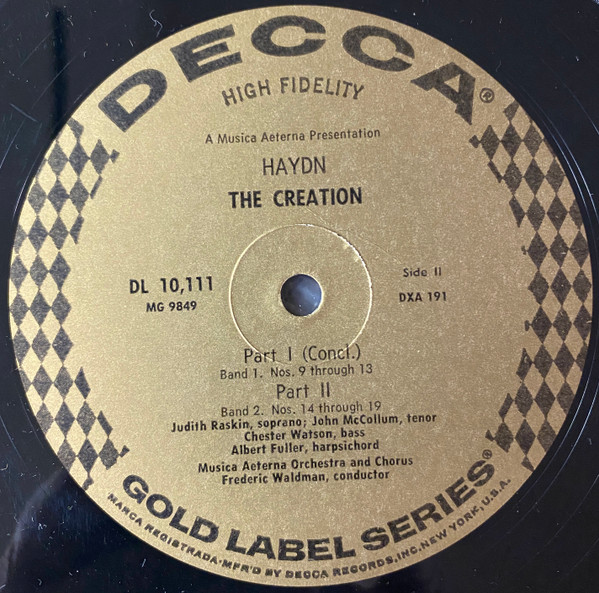 DECCA®
HIGH FIDELITY
A Musica Aeterna Presentation
HAYDN
THE CREATION
DL 10,111
MG 9849
Side II
DXA 191
Part I (Concl.)
Band 1. Nos. 9 through 13
Part II
Band 2. Nos. 14 through 19
Judith Raskin, soprano; John McCollum, tenor
Chester Watson, bass
Albert Fuller, harpsichord
Musica Aeterna Orchestra and Chorus
Frederic Waldman, conductor
GOLD LABEL SERIES®
MARCA REGISTRADA·MFR'D BY DECCA RECORDS, INC. NEW YORK, U.S.A.